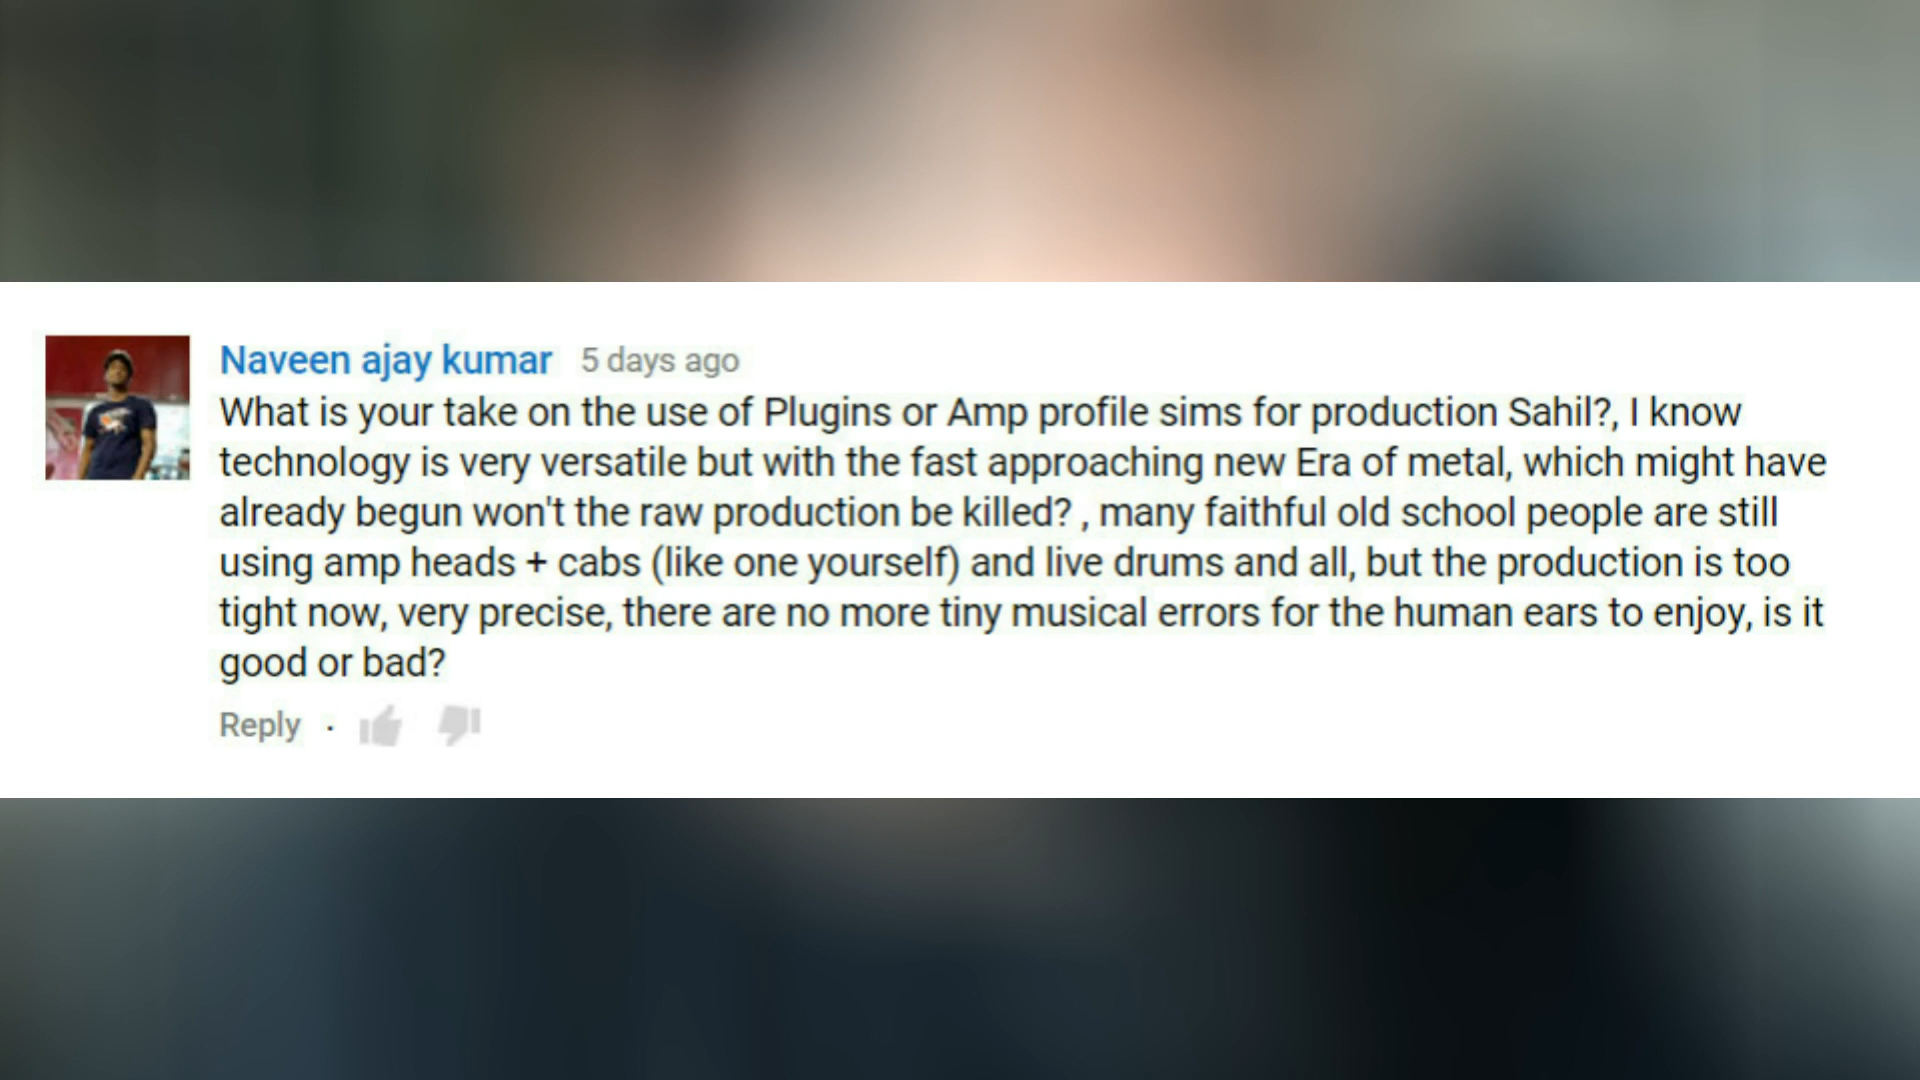 Naveen ajay kumar 5 days ago
What is your take on the use of Plugins or Amp profile sims for production Sahil?, I know
technology is very versatile but with the fast approaching new Era of metal, which might have
already begun won't the raw production be killed? , many faithful old school people are still
using amp heads + cabs (like one yourself) and live drums and all, but the production is too
tight now, very precise, there are no more tiny musical errors for the human ears to enjoy, is it
good or bad?
Reply ·